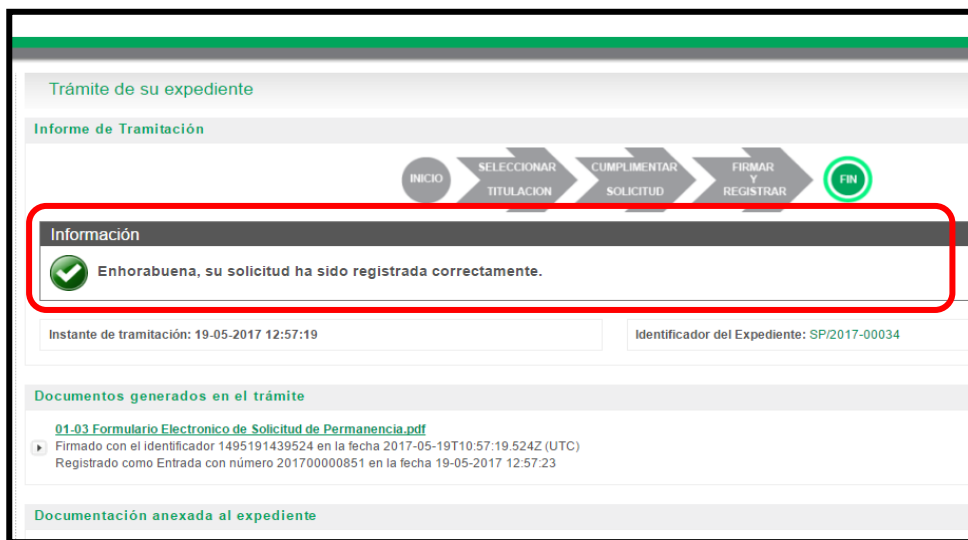 Trámite de su expediente
Informe de Tramitación
INICIO
SELECCIONAR
TITULACION
CUMPLIMENTAR
SOLICITUD
FIRMAR
Y
REGISTRAR
FIN
Información
Enhorabuena, su solicitud ha sido registrada correctamente.
Instante de tramitación: 19-05-2017 12:57:19
Identificador del Expediente: SP/2017-00034
Documentos generados en el trámite
01-03 Formulario Electronico de Solicitud de Permanencia.pdf
Firmado con el identificador 1495191439524 en la fecha 2017-05-19T10:57:19.524Z (UTC)
Registrado como Entrada con número 201700000851 en la fecha 19-05-2017 12:57:23
Documentación anexada al expediente